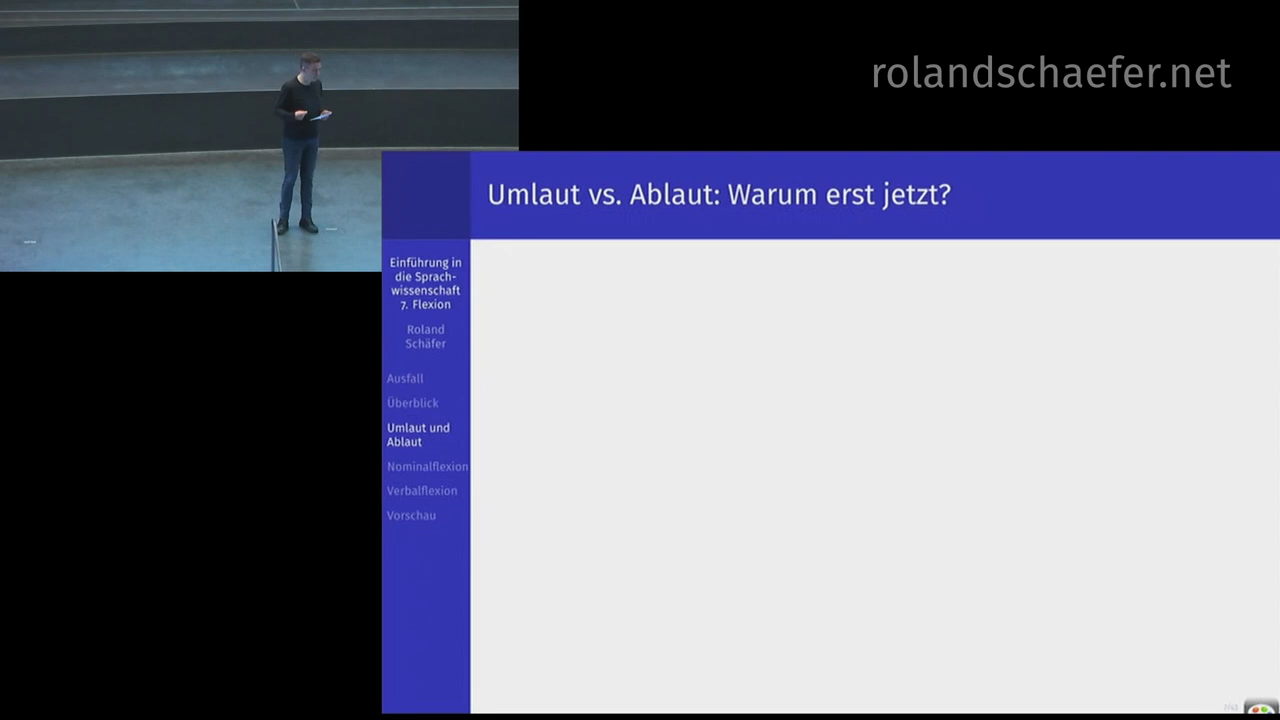 rolandschaefer.net
Umlaut vs. Ablaut: Warum erst jetzt?
Einführung in
die Sprach-
wissenschaft
7. Flexion
Roland
Schäfer
Ausfall
Überblick
Umlaut und
Ablaut
Nominalflexion
Verbalflexion
Vorschau